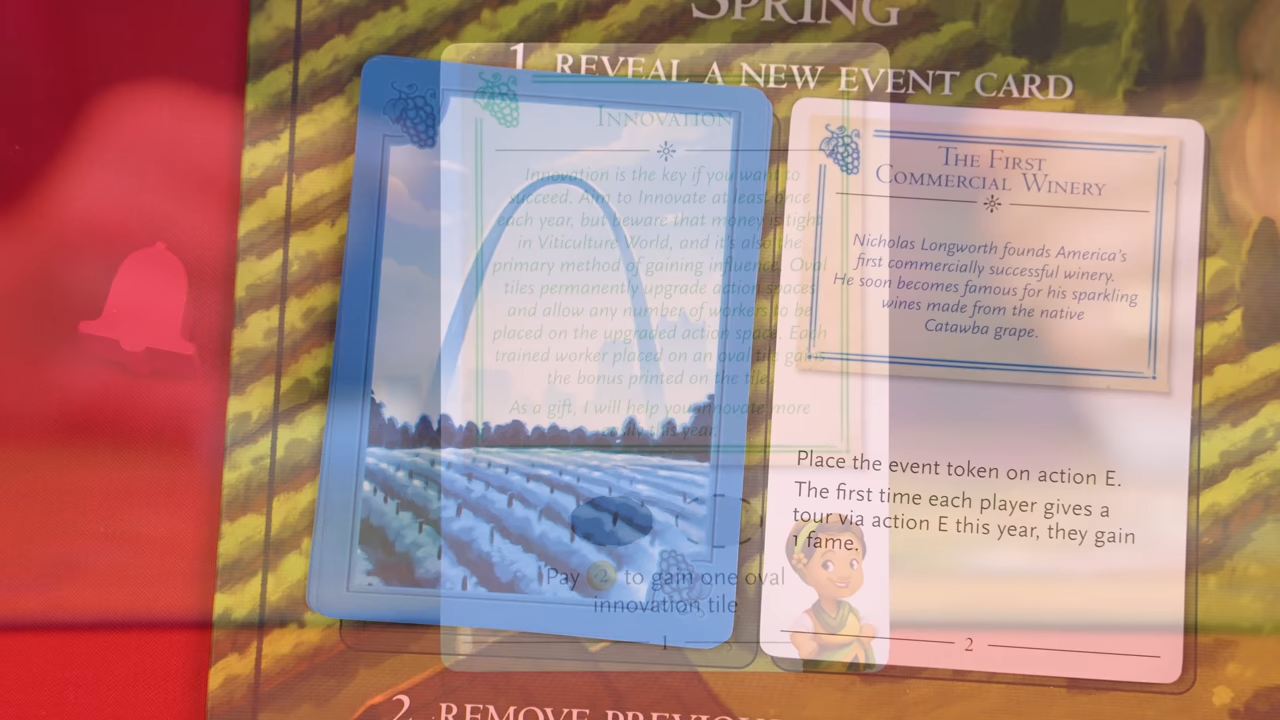 SPRING
1 REVEAL A NEW EVENT CARD
INNOVATION
Innovation is the key if you want to
succeed. Aim to Innovate at least once
each year, but beware that money is tight
in Viticulture World, and it's also the
primary method of gaining influence. Oval
tiles permanently upgrade action spaces
and allow any number of workers to be
placed on the upgraded action space. Each
trained worker placed on an oval tile gains
the bonus printed on the tile.
As a gift, I will help you innovate more
this year.
Pay 2 to gain one oval
innovation tile
1
THE FIRST
COMMERCIAL WINERY
Nicholas Longworth founds America's
first commercially successful winery.
He soon becomes famous for his sparkling
wines made from the native
Catawba grape.
Place the event token on action E.
The first time each player gives a
tour via action E this year, they gain
1 fame.
2
2 REMOVE PREVIOUS